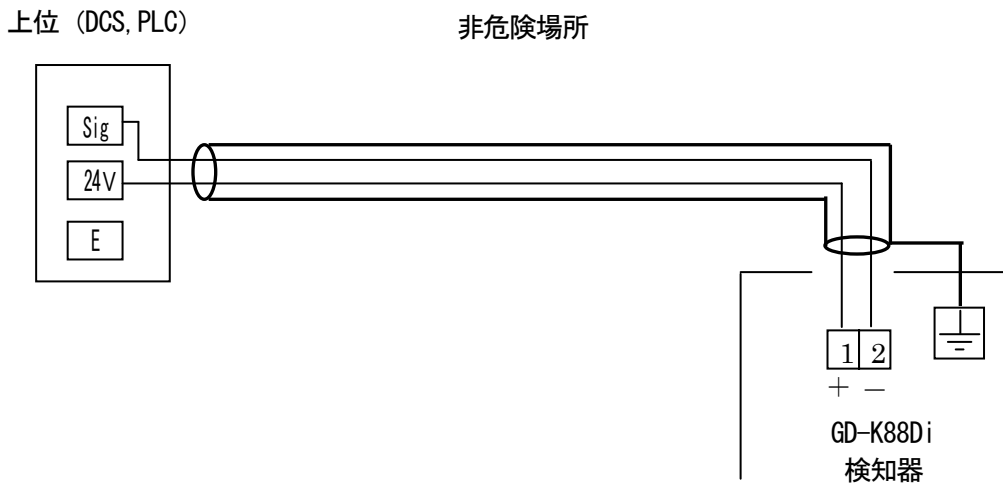 上位 (DCS, PLC)
非危険場所
Sig
24V
E
1 2
+ −
GD-K88Di
検知器